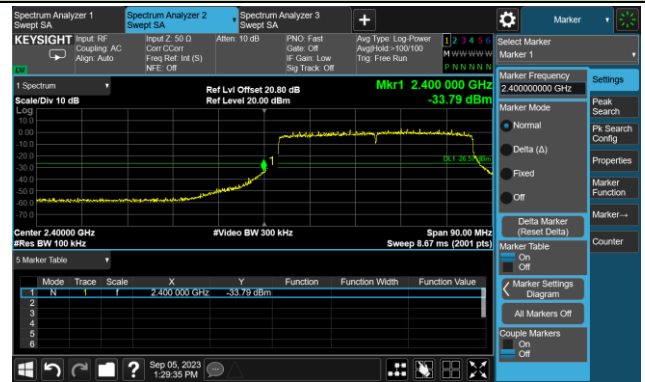 Spectrum Analyzer 1
Swept SA
Spectrum Analyzer 2
Swept SA
Spectrum Analyzer 3
Swept SA
Marker
KEYSIGHT
Input: RF
Coupling: AC
Align: Auto
Input Z: 50 Ω
Corr CCorr
Freq Ref: Int (S)
NFE: Off
Atten: 10 dB
PNO: Fast
Gate: Off
IF Gain: Low
Sig Track: Off
Avg Type: Log-Power
Avg|Hold:>100/100
Trig: Free Run
1 2 3 4 5 6
M W W W W W
P N N N N N
Select Marker
Marker 1
1 Spectrum
Scale/Div 10 dB
Log
Ref Lvl Offset 20.80 dB
Ref Level 20.00 dBm
Mkr1 2.400 000 GHz
-33.79 dBm
10.0
0.00
-10.0
-20.0
-30.0
-40.0
-50.0
-60.0
-70.0
1
Center 2.40000 GHz
#Res BW 100 kHz
#Video BW 300 kHz
Span 90.00 MHz
Sweep 8.67 ms (2001 pts)
5 Marker Table
Mode Trace Scale X Y Function Function Width Function Value
1 N 1 f 2.400 000 GHz -33.79 dBm
2
3
4
5
6
Marker Frequency
2.400000000 GHz
Marker Mode
Normal
Delta (Δ)
Fixed
Off
Delta Marker
(Reset Delta)
Marker Table
On
Off
Marker Settings
Diagram
All Markers Off
Couple Markers
On
Off
Settings
Peak
Search
Pk Search
Config
Properties
Marker
Function
Marker→
Counter
Sep 05, 2023
1:29:35 PM